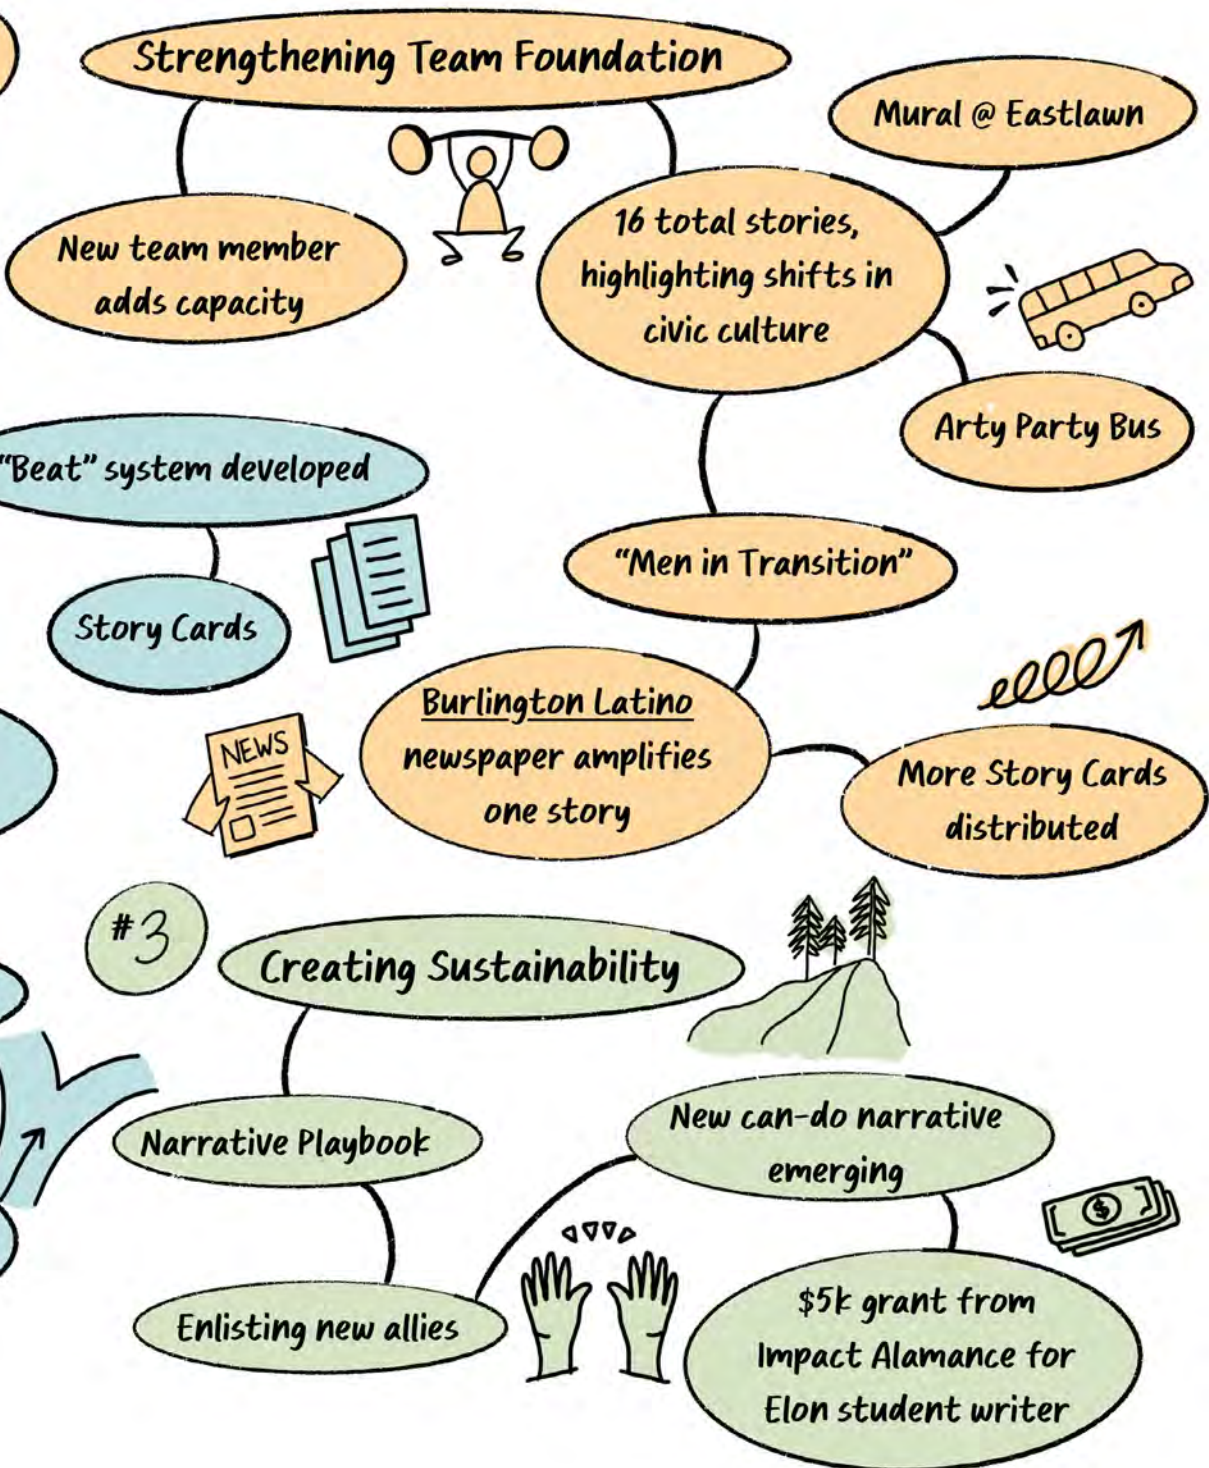 Strengthening Team Foundation
Mural @ Eastlawn
New team member
adds capacity
16 total stories,
highlighting shifts in
civic culture
Arty Party Bus
"Beat" system developed
Story Cards
"Men in Transition"
Burlington Latino
newspaper amplifies
one story
NEWS
More Story Cards
distributed
#3
Creating Sustainability
Narrative Playbook
New can-do narrative
emerging
Enlisting new allies
$
$5k grant from
Impact Alamance for
Elon student writer